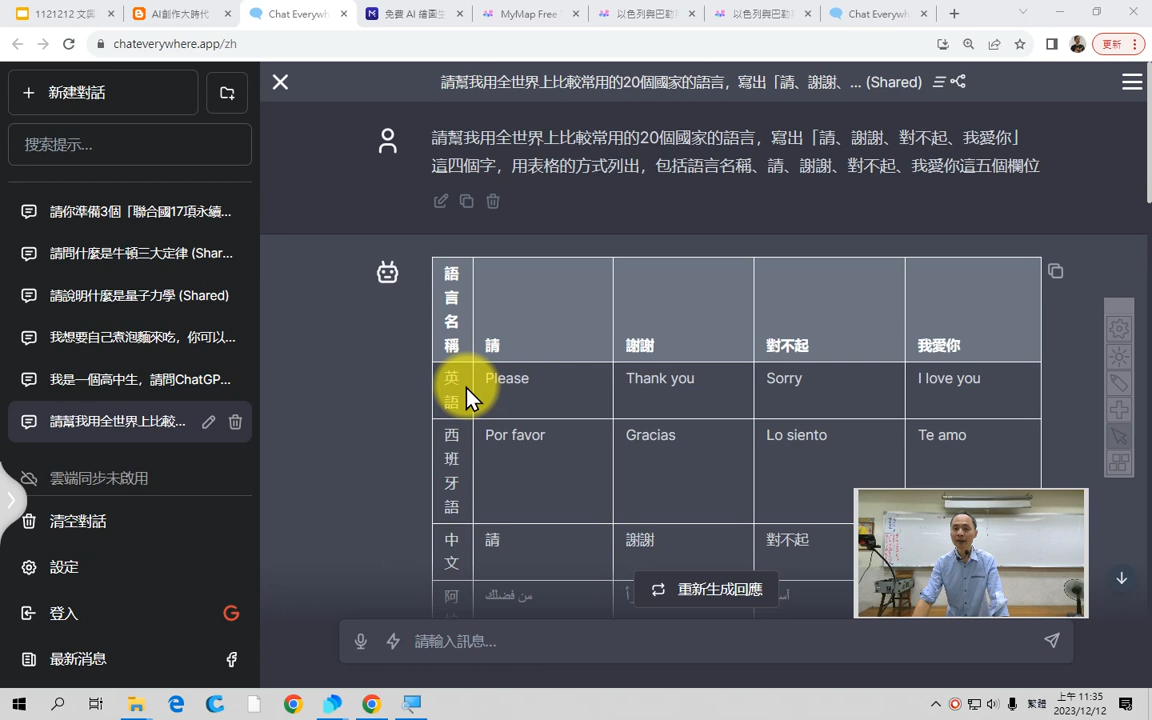 1121212 文與
AI創作大時代
Chat Everywh
免費 AI 繪圖生
MyMap Free
以色列與巴勒
以色列與巴勒
Chat Everywh
chateverywhere.app/zh
更新
新建對話
搜索提示...
請你準備3個「聯合國17項永續...
請問什麼是牛頓三大定律 (Shar...
請說明什麼是量子力學 (Shared)
我想要自己煮泡麵來吃，你可以...
我是一個高中生，請問ChatGP...
請幫我用全世界上比較...
雲端同步未啟用
清空對話
設定
登入
最新消息
請幫我用全世界上比較常用的20個國家的語言，寫出「請、謝謝、... (Shared)
請幫我用全世界上比較常用的20個國家的語言，寫出「請、謝謝、對不起、我愛你」
這四個字，用表格的方式列出，包括語言名稱、請、謝謝、對不起、我愛你這五個欄位
語言名稱 請 謝謝 對不起 我愛你
英語 Please Thank you Sorry I love you
西班牙語 Por favor Gracias Lo siento Te amo
中文 請 謝謝 對不起
阿 من فضلك
重新生成回應
請輸入訊息...
繁體
上午 11:35
2023/12/12